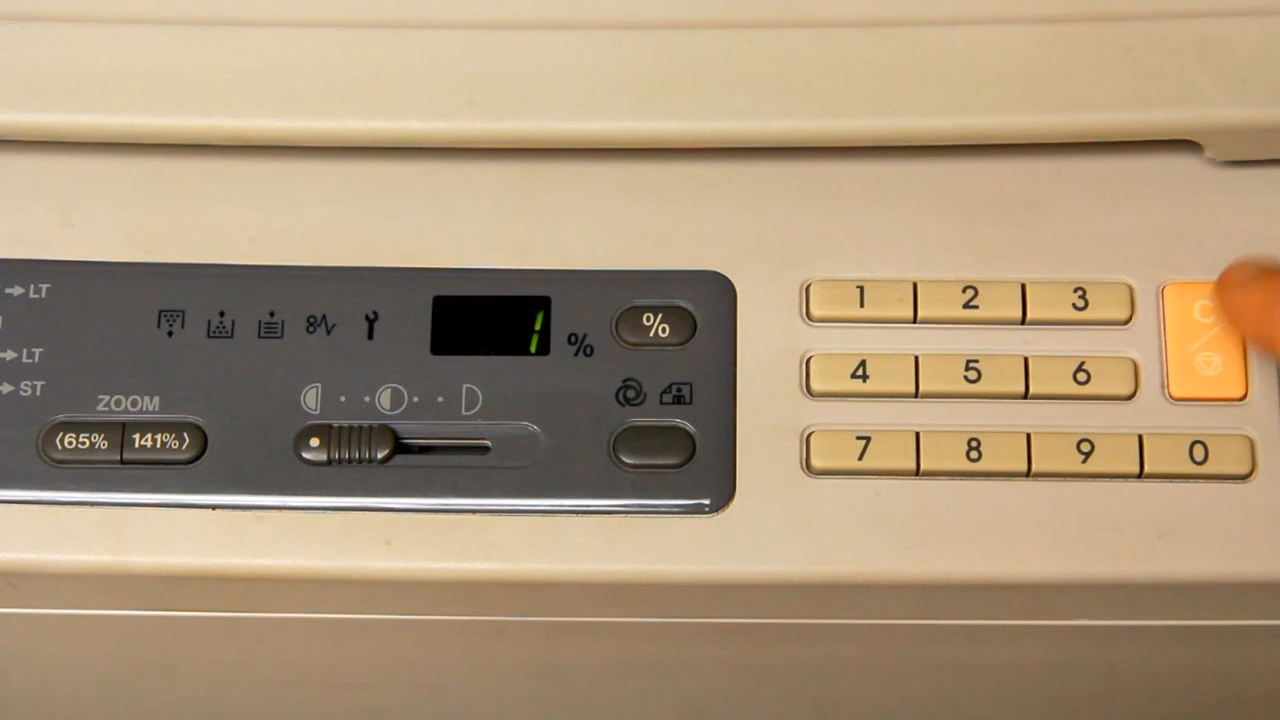 →LT
→LT
→ST
ZOOM
⟨65% 141%⟩
1 %
%
1 2 3
4 5 6
7 8 9 0
C